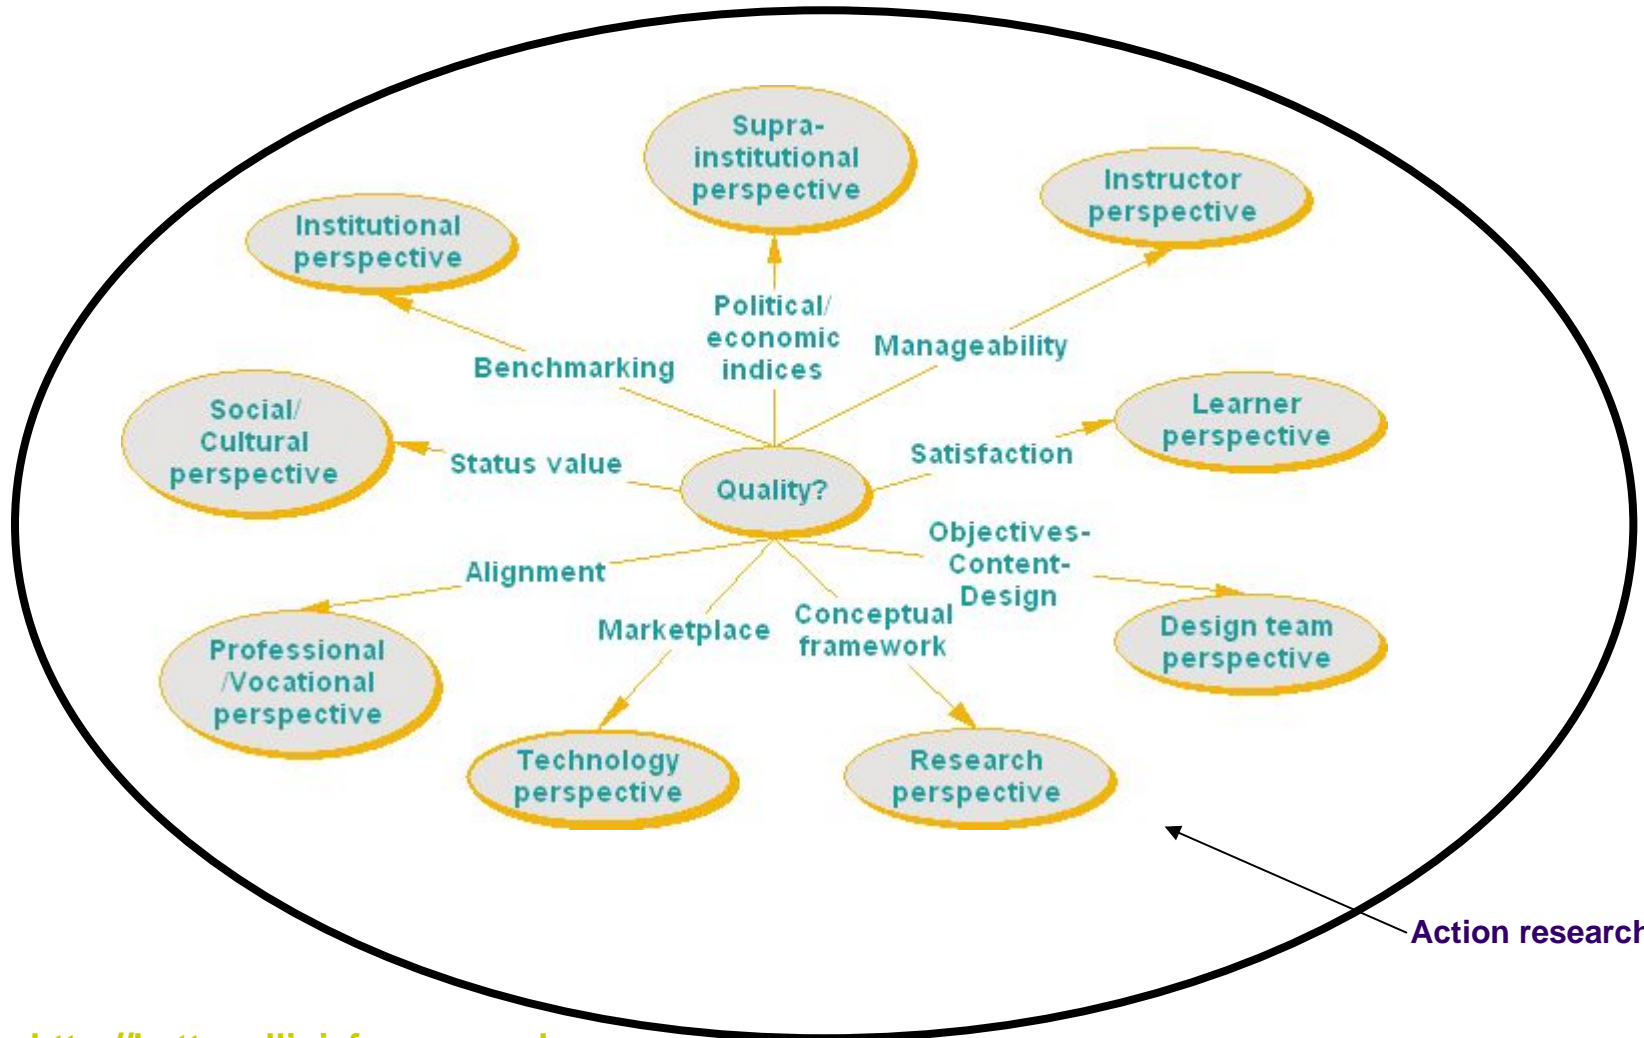 Supra-
institutional
perspective
Instructor
perspective
Institutional
perspective
Political/
economic
indices
Manageability
Benchmarking
Learner
perspective
Social/
Cultural
perspective
Status value
Satisfaction
Quality?
Objectives-
Content-
Design
Alignment
Marketplace
Conceptual
framework
Design team
perspective
Professional
/Vocational
perspective
Technology
perspective
Research
perspective
Action research